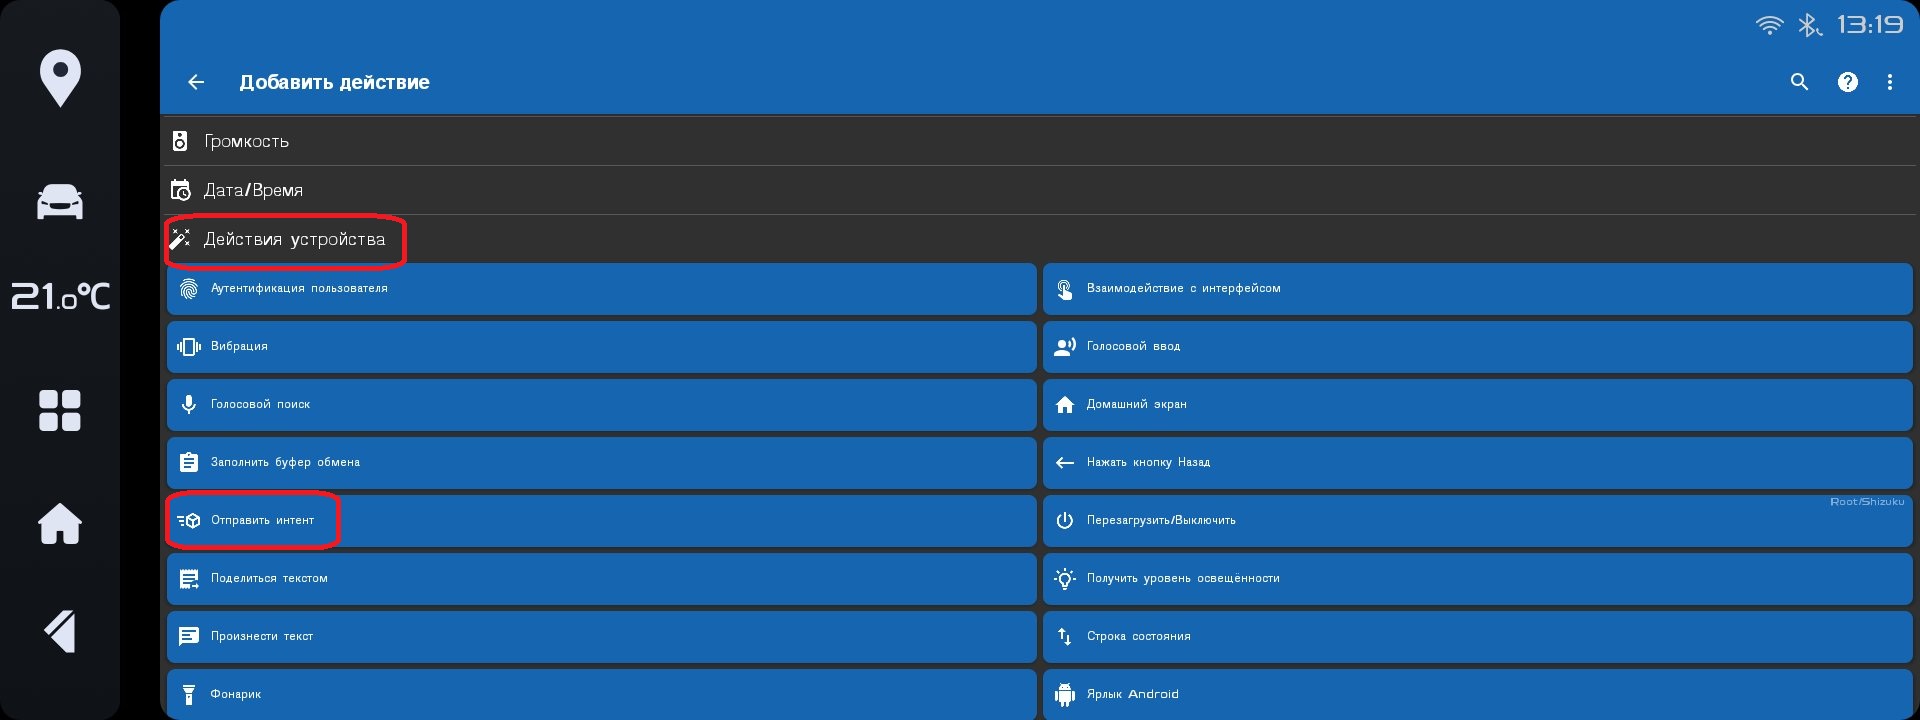 13:19
Добавить действие
Громкость
Дата/Время
Действия устройства
21.0°C
Аутентификация пользователя
Взаимодействие с интерфейсом
Вибрация
Голосовой ввод
Голосовой поиск
Домашний экран
Заполнить буфер обмена
Нажать кнопку Назад
Отправить интент
Root/Shizuku
Перезагрузить/Выключить
Поделиться текстом
Получить уровень освещённости
Произнести текст
Строка состояния
Фонарик
Ярлык Android